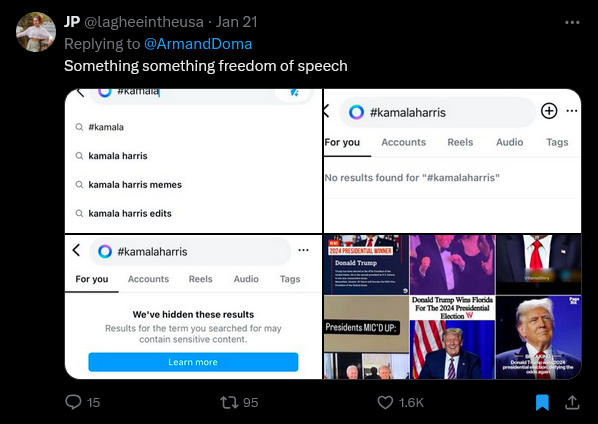 JP @lagheeintheusa · Jan 21
Replying to @ArmandDoma
Something something freedom of speech
#kamala
#kamala
kamala harris
kamala harris memes
kamala harris edits
#kamalaharris
For you Accounts Reels Audio Tags
No results found for "#kamalaharris"
#kamalaharris
For you Accounts Reels Audio Tags
We've hidden these results
Results for the term you searched for may
contain sensitive content.
Learn more
2024 PRESIDENTIAL WINNER
Donald Trump
Presidents MIC'D UP:
Donald Trump Wins Florida
For The 2024 Presidential
Election
Page
Six
BREAKING
Donald Trump wins 2024
presidential election, defying the
odds again
15 95 1.6K